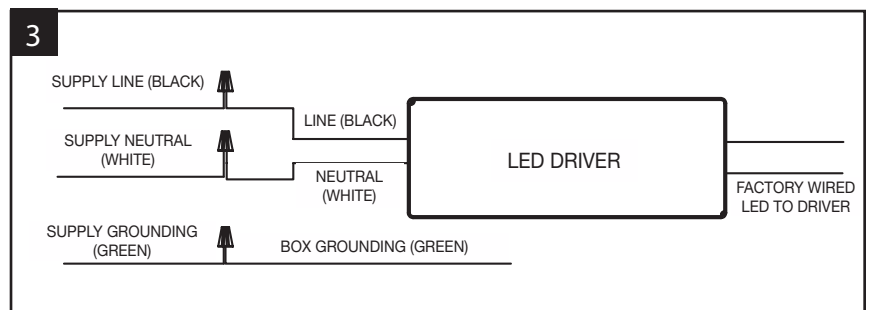 3
SUPPLY LINE (BLACK)
LINE (BLACK)
SUPPLY NEUTRAL
(WHITE)
NEUTRAL
(WHITE)
LED DRIVER
FACTORY WIRED
LED TO DRIVER
SUPPLY GROUNDING
(GREEN)
BOX GROUNDING (GREEN)